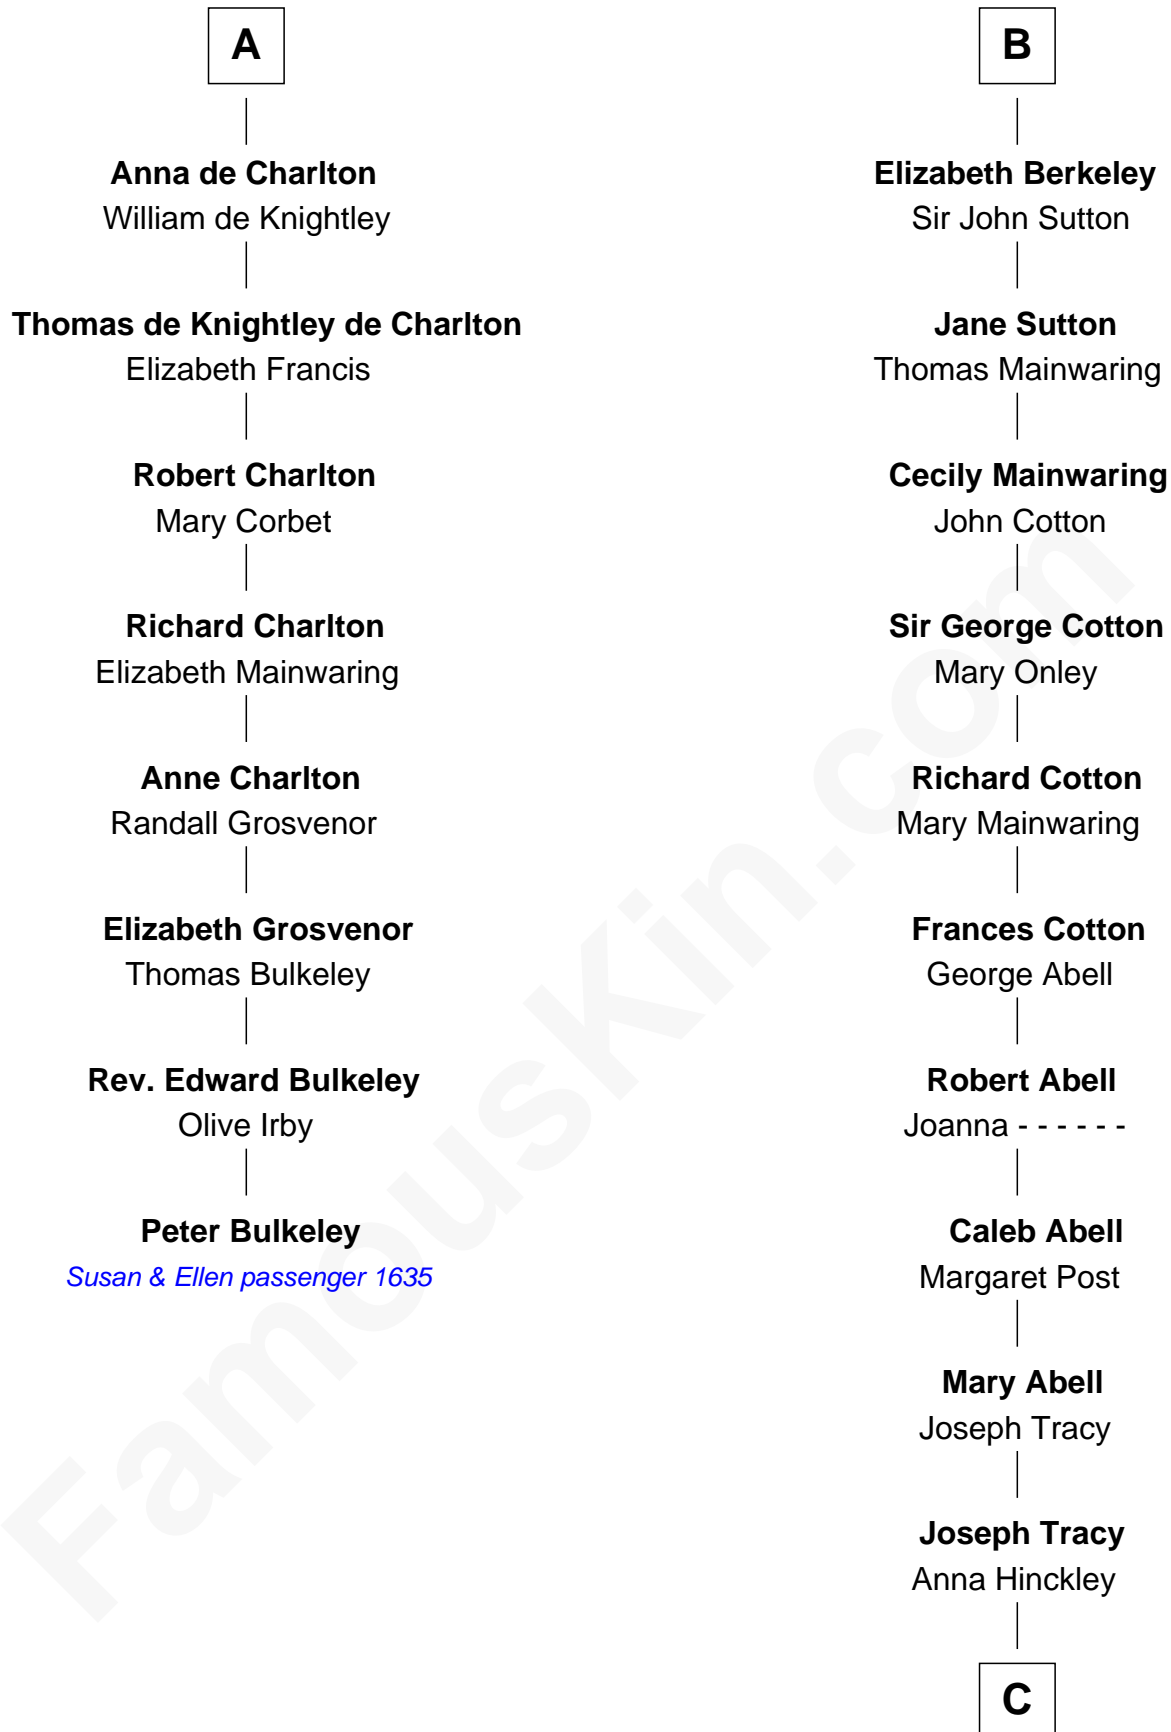 A
Anna de Charlton
William de Knightley
Thomas de Knightley de Charlton
Elizabeth Francis
Robert Charlton
Mary Corbet
Richard Charlton
Elizabeth Mainwaring
Anne Charlton
Randall Grosvenor
Elizabeth Grosvenor
Thomas Bulkeley
Rev. Edward Bulkeley
Olive Irby
Peter Bulkeley
Susan & Ellen passenger 1635
B
Elizabeth Berkeley
Sir John Sutton
Jane Sutton
Thomas Mainwaring
Cecily Mainwaring
John Cotton
Sir George Cotton
Mary Onley
Richard Cotton
Mary Mainwaring
Frances Cotton
George Abell
Robert Abell
Joanna - - - - - -
Caleb Abell
Margaret Post
Mary Abell
Joseph Tracy
Joseph Tracy
Anna Hinckley
C
FamousKin.com